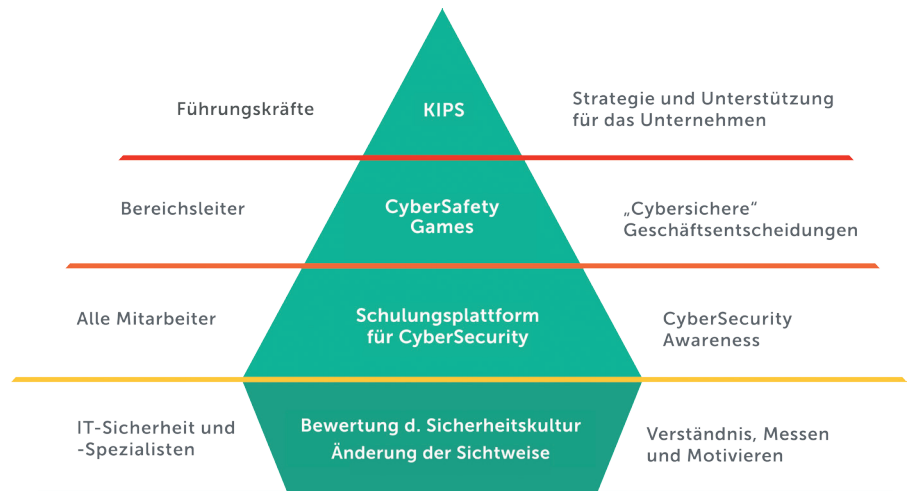 Führungskräfte
KIPS
Strategie und Unterstützung
für das Unternehmen
Bereichsleiter
CyberSafety
Games
„Cybersichere“
Geschäftsentscheidungen
Alle Mitarbeiter
Schulungsplattform
für CyberSecurity
CyberSecurity
Awareness
IT-Sicherheit und
-Spezialisten
Bewertung d. Sicherheitskultur
Änderung der Sichtweise
Verständnis, Messen
und Motivieren